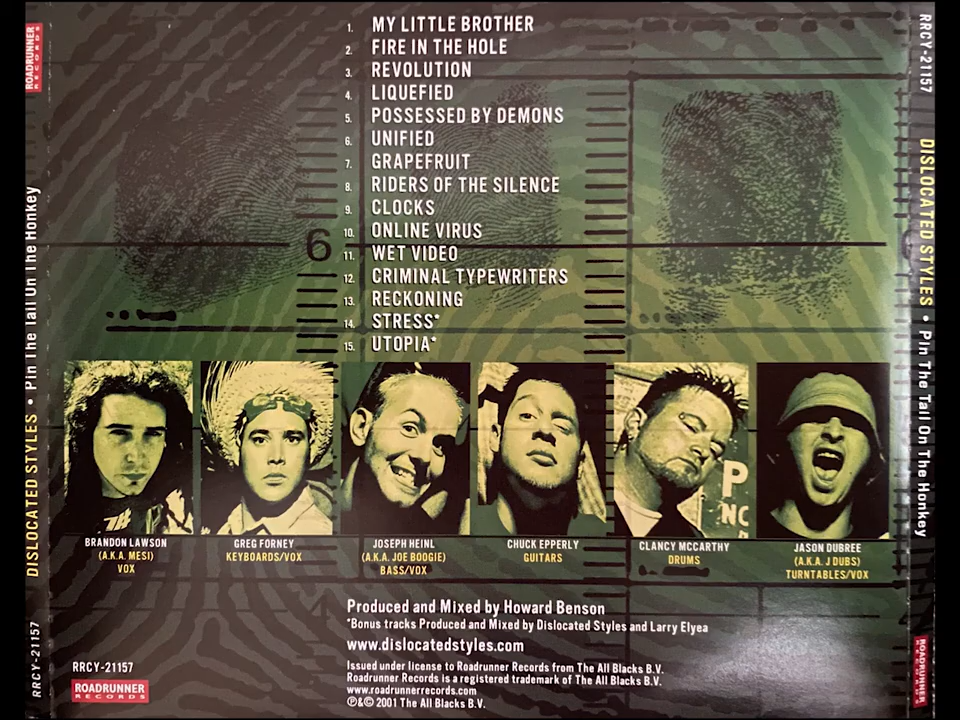 ROADRUNNER
RECORDS
DISLOCATED STYLES • Pin The Tail On The Honkey
RRCY-21157
1. MY LITTLE BROTHER
2. FIRE IN THE HOLE
3. REVOLUTION
4. LIQUEFIED
5. POSSESSED BY DEMONS
6. UNIFIED
7. GRAPEFRUIT
8. RIDERS OF THE SILENCE
9. CLOCKS
10. ONLINE VIRUS
11. WET VIDEO
12. CRIMINAL TYPEWRITERS
13. RECKONING
14. STRESS*
15. UTOPIA*
6
P
NC
BRANDON LAWSON
(A.K.A. MESI)
VOX
GREG FORNEY
KEYBOARDS/VOX
JOSEPH HEINL
(A.K.A. JOE BOOGIE)
BASS/VOX
CHUCK EPPERLY
GUITARS
CLANCY MCCARTHY
DRUMS
JASON DUBREE
(A.K.A. J DUBS)
TURNTABLES/VOX
Produced and Mixed by Howard Benson
*Bonus tracks Produced and Mixed by Dislocated Styles and Larry Elyea
www.dislocatedstyles.com
Issued under license to Roadrunner Records from The All Blacks B.V.
Roadrunner Records is a registered trademark of The All Blacks B.V.
www.roadrunnerrecords.com
℗&© 2001 The All Blacks B.V.
RRCY-21157
ROADRUNNER
RECORDS
RRCY-21157
DISLOCATED STYLES • Pin The Tail On The Honkey
ROADRUNNER
RECORDS